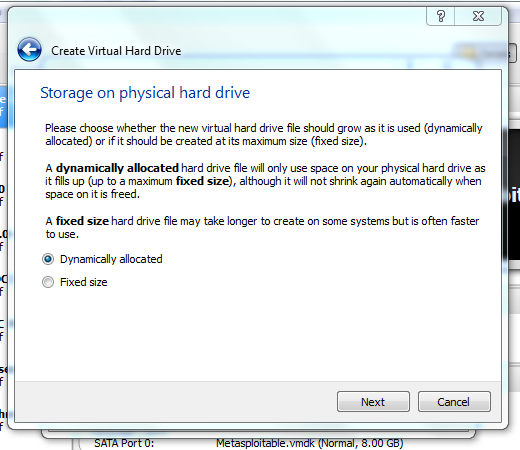 Create Virtual Hard Drive
Storage on physical hard drive
Please choose whether the new virtual hard drive file should grow as it is used (dynamically
allocated) or if it should be created at its maximum size (fixed size).
A dynamically allocated hard drive file will only use space on your physical hard drive as
it fills up (up to a maximum fixed size), although it will not shrink again automatically when
space on it is freed.
A fixed size hard drive file may take longer to create on some systems but is often faster
to use.
Dynamically allocated
Fixed size
Next
Cancel
SATA Port 0:
Metasploitable.vmdk (Normal, 8.00 GB)